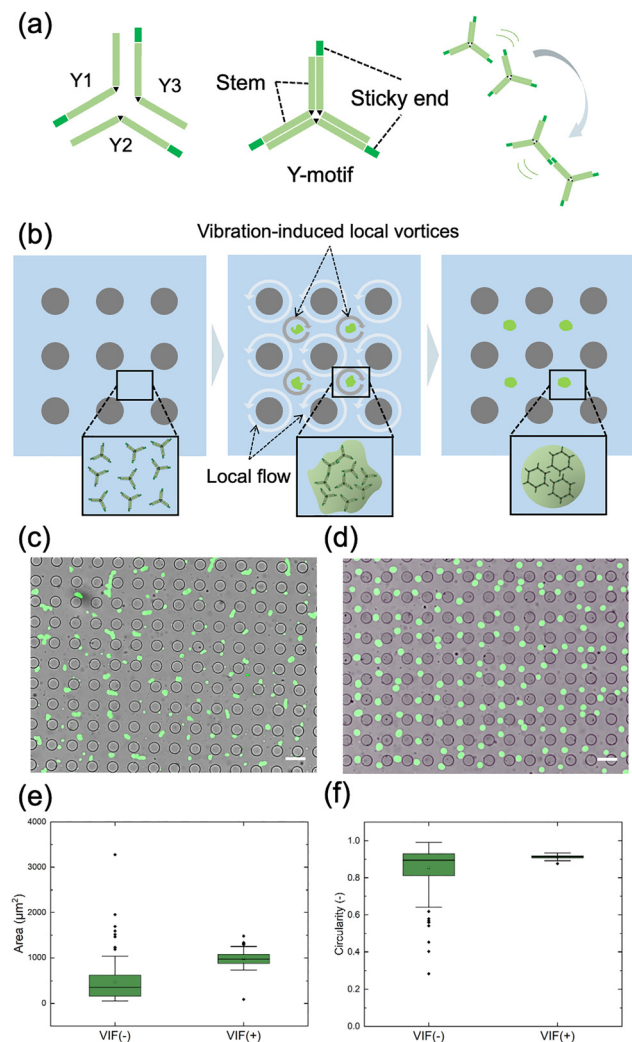 (a)
Y1
Y3
Y2
Stem
Sticky end
Y-motif
(b)
Vibration-induced local vortices
Local flow
(c)
(d)
(e)
(f)
4000
3000
2000
1000
0
Area (μm²)
VIF(-)
VIF(+)
1.0
0.8
0.6
0.4
0.2
0.0
Circularity (-)
VIF(-)
VIF(+)